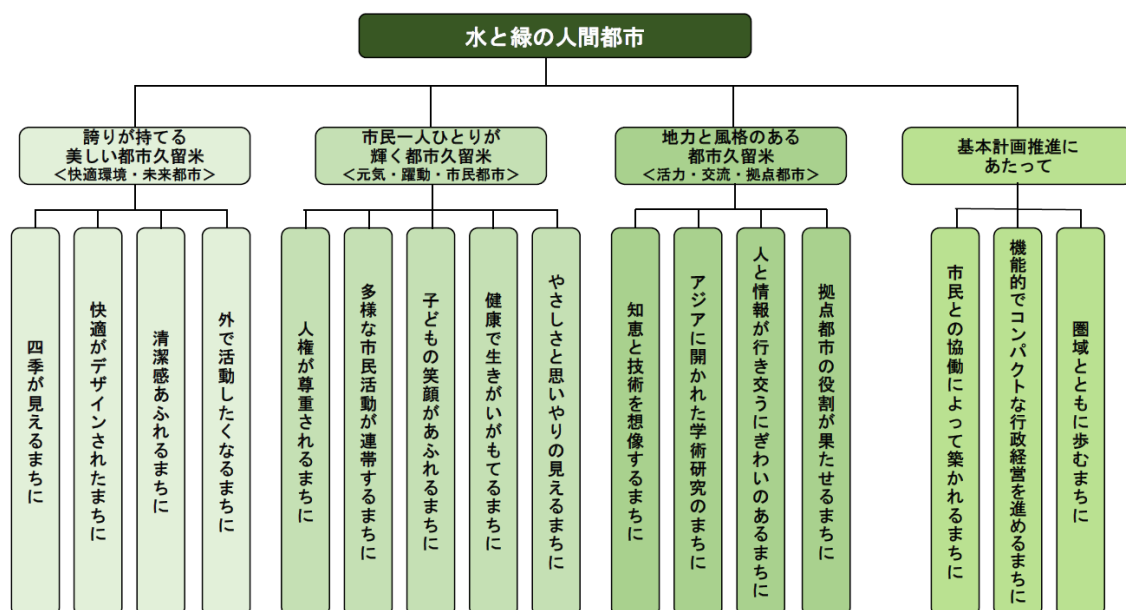 水と緑の人間都市
誇りが持てる
美しい都市久留米
＜快適環境・未来都市＞
四季が見えるまちに
快適がデザインされたまちに
清潔感あふれるまちに
外で活動したくなるまちに
市民一人ひとりが
輝く都市久留米
＜元気・躍動・市民都市＞
人権が尊重されるまちに
多様な市民活動が連帯するまちに
子どもの笑顔があふれるまちに
健康で生きがいがもてるまちに
やさしさと思いやりの見えるまちに
地力と風格のある
都市久留米
＜活力・交流・拠点都市＞
知恵と技術を想像するまちに
アジアに開かれた学術研究のまちに
人と情報が行き交うにぎわいのあるまちに
拠点都市の役割が果たせるまちに
基本計画推進に
あたって
市民との協働によって築かれるまちに
機能的でコンパクトな行政経営を進めるまちに
圏域とともに歩むまちに